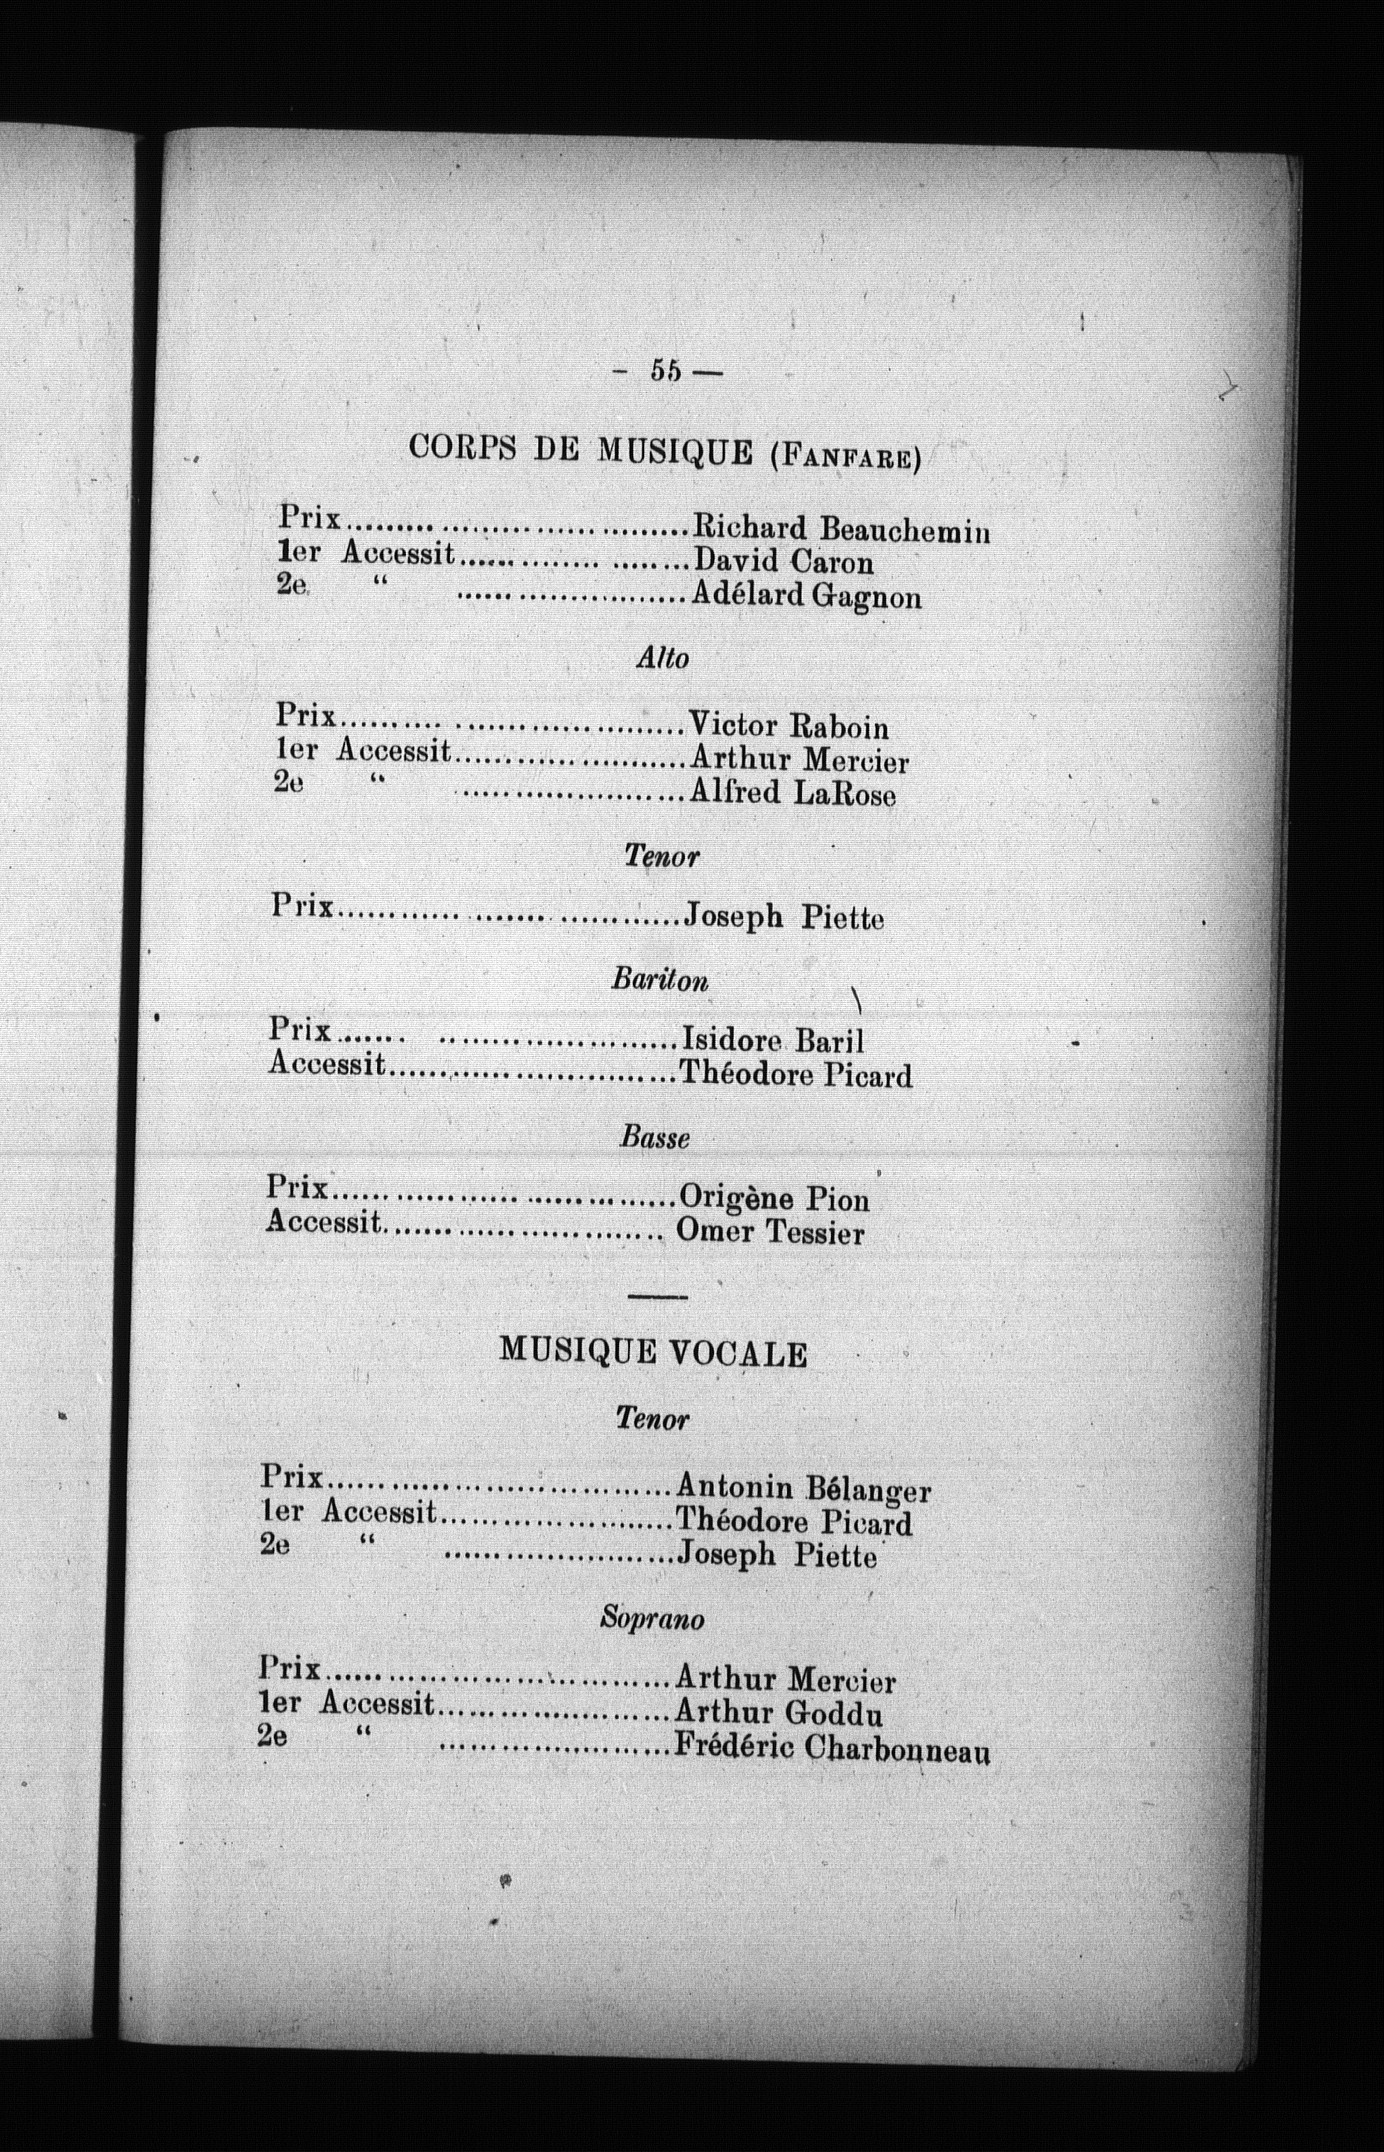 – 55 —
CORPS DE MUSIQUE (FANFARE)
Prix..................................Richard Beauchemin
1er Accessit.......................David Caron
2e “ .......................Adélard Gagnon
Alto
Prix..................................Victor Raboin
1er Accessit.......................Arthur Mercier
2e “ .......................Alfred LaRose
Tenor
Prix..................................Joseph Piette
Bariton
Prix....... ........................Isidore Baril
Accessit.............................Théodore Picard
Basse
Prix..................................Origène Pion
Accessit............................ Omer Tessier
MUSIQUE VOCALE
Tenor
Prix..................................Antonin Bélanger
1er Accessit.......................Théodore Picard
2e “ .......................Joseph Piette
Soprano
Prix..................................Arthur Mercier
1er Accessit.......................Arthur Goddu
2e “ .......................Frédéric Charbonneau